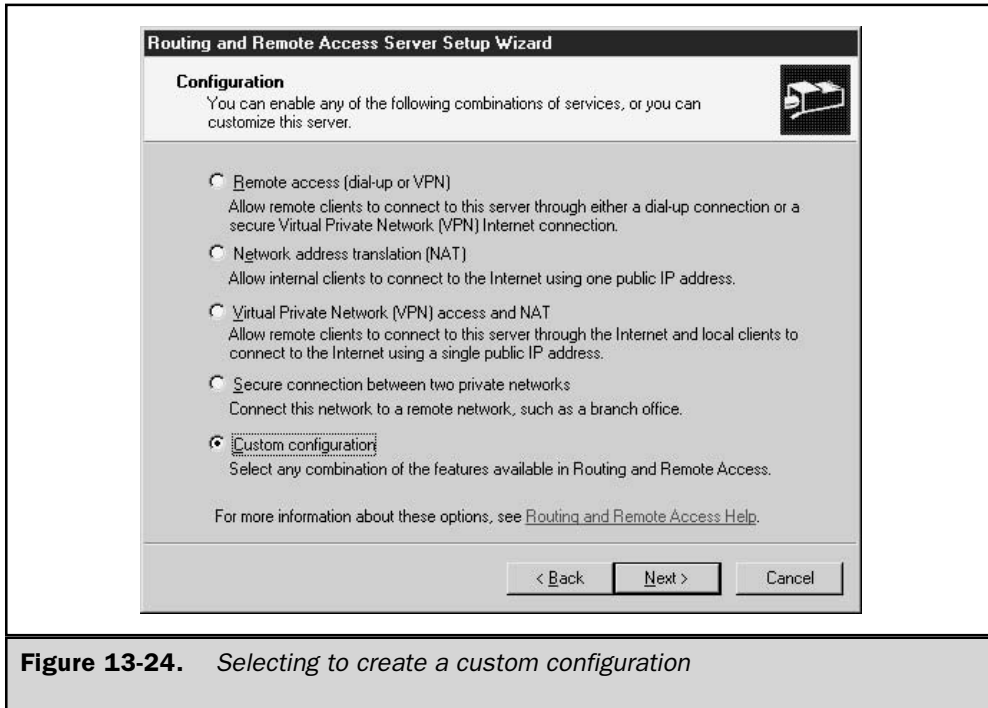 Routing and Remote Access Server Setup Wizard
Configuration
You can enable any of the following combinations of services, or you can
customize this server.
Remote access (dial-up or VPN)
Allow remote clients to connect to this server through either a dial-up connection or a
secure Virtual Private Network (VPN) Internet connection.
Network address translation (NAT)
Allow internal clients to connect to the Internet using one public IP address.
Virtual Private Network (VPN) access and NAT
Allow remote clients to connect to this server through the Internet and local clients to
connect to the Internet using a single public IP address.
Secure connection between two private networks
Connect this network to a remote network, such as a branch office.
Custom configuration
Select any combination of the features available in Routing and Remote Access.
For more information about these options, see Routing and Remote Access Help.
< Back Next > Cancel
Figure 13-24. Selecting to create a custom configuration